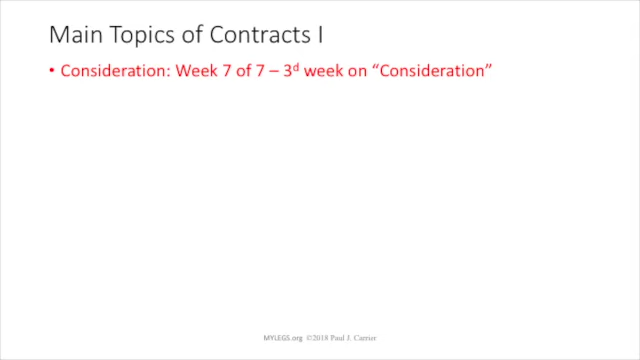 Main Topics of Contracts I
• Consideration: Week 7 of 7 – 3ᵈ week on “Consideration”
MYLEGS.org ©2018 Paul J. Carrier